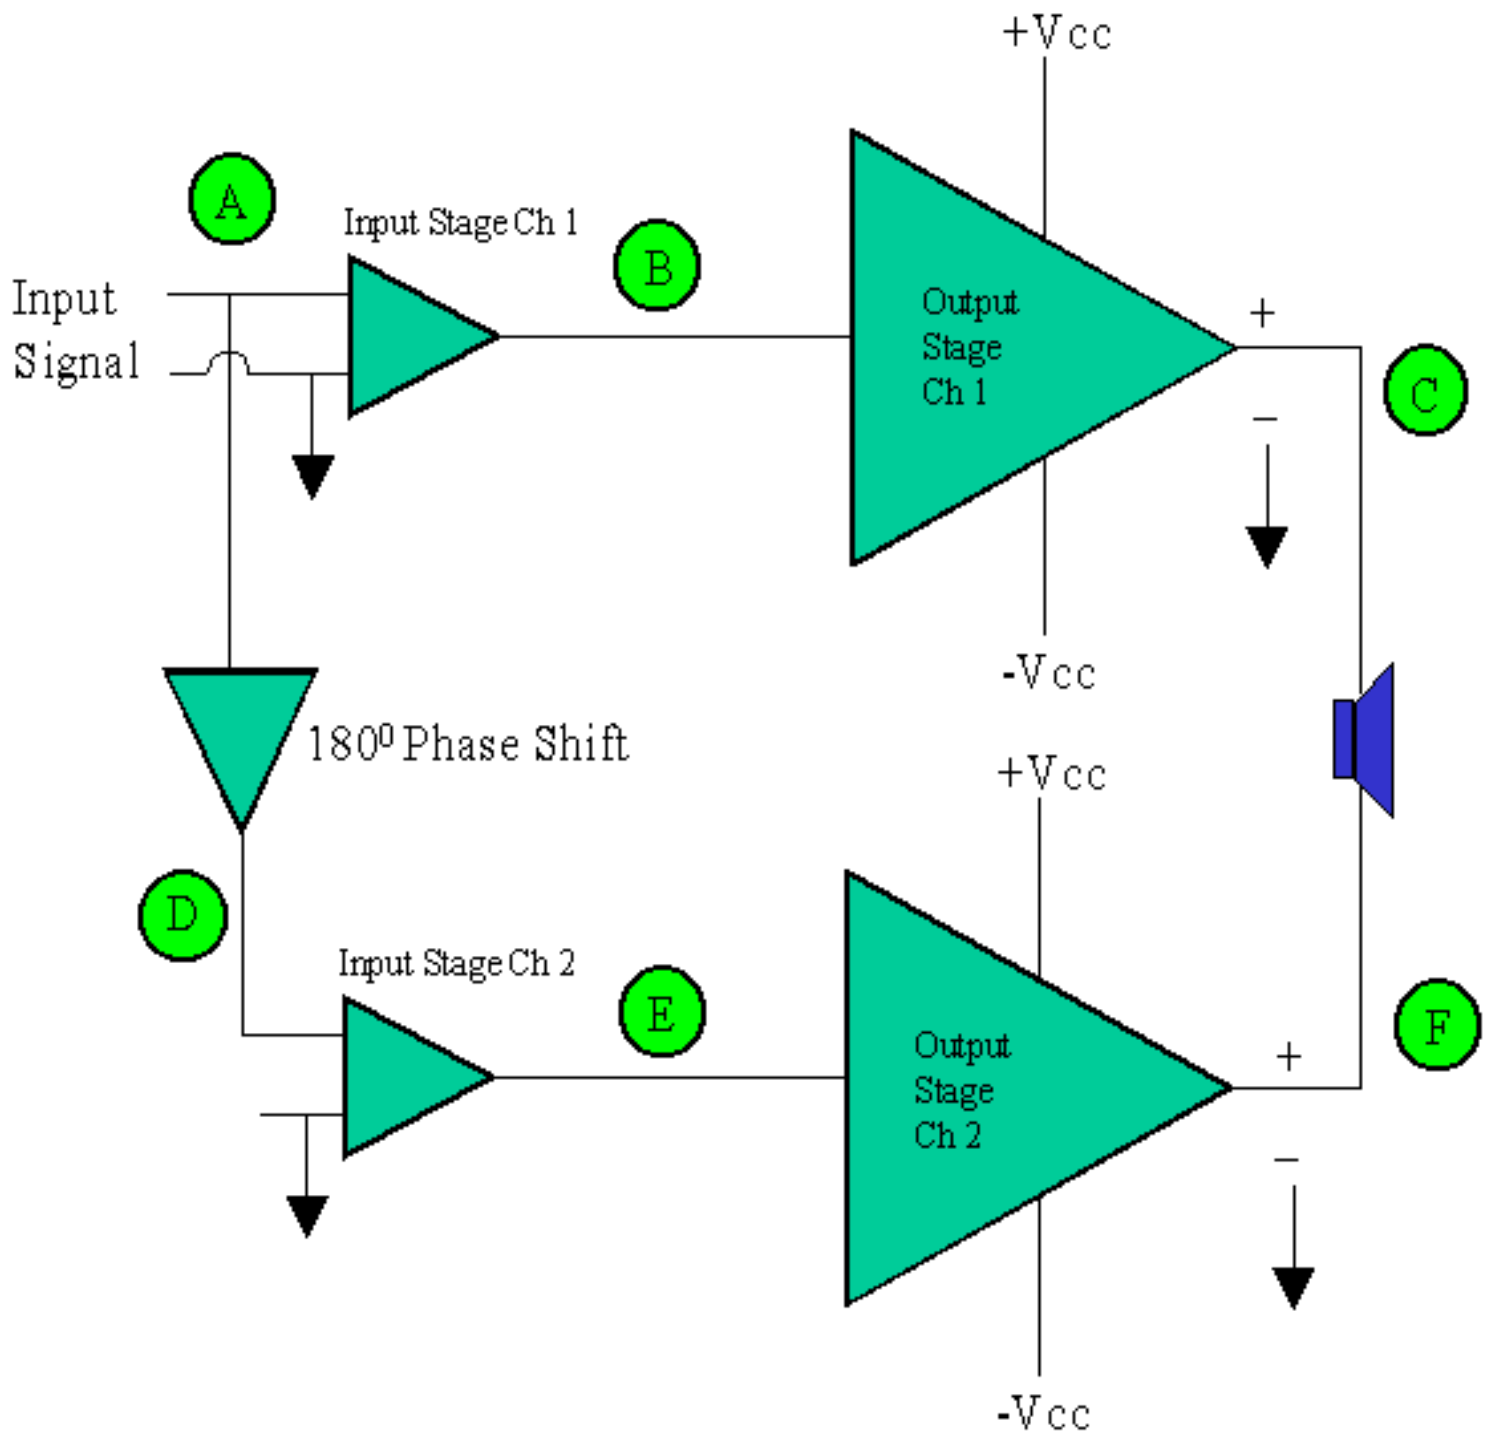 +Vcc
A
Input Stage Ch 1
B
Input
Signal
Output
Stage
Ch 1
+
C
−
-Vcc
180⁰ Phase Shift
+Vcc
D
Input Stage Ch 2
E
F
Output
Stage
Ch 2
+
−
-Vcc